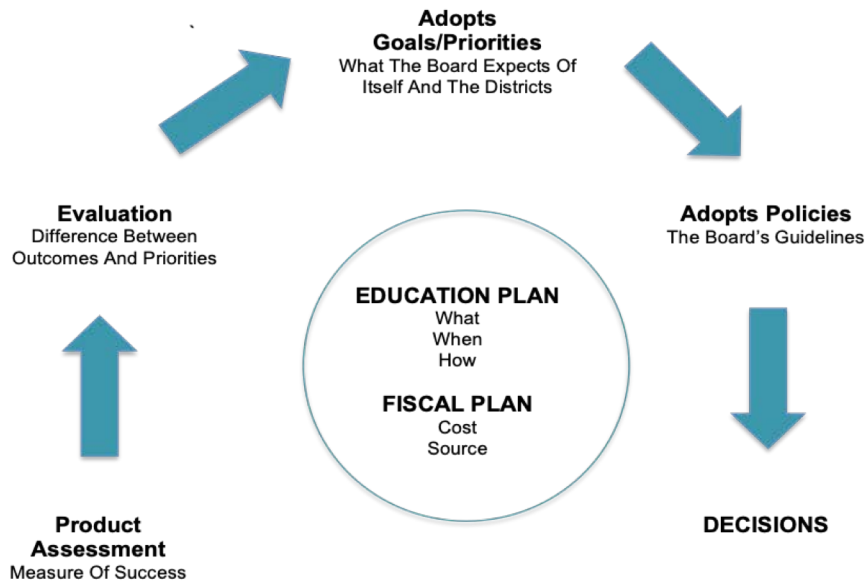 Adopts
Goals/Priorities
What The Board Expects Of
Itself And The Districts
Evaluation
Difference Between
Outcomes And Priorities
Adopts Policies
The Board's Guidelines
EDUCATION PLAN
What
When
How
FISCAL PLAN
Cost
Source
Product
Assessment
Measure Of Success
DECISIONS